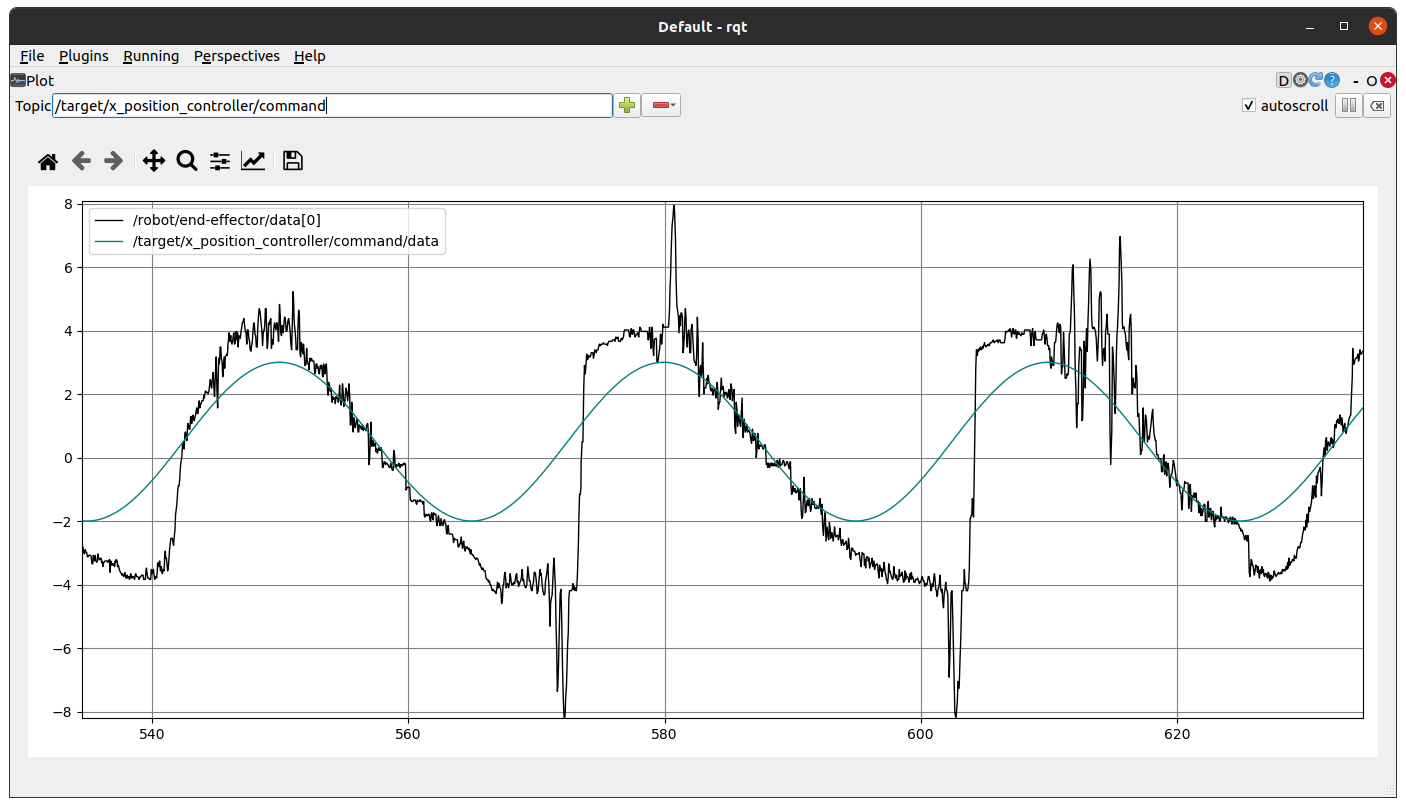 Default - rqt
File Plugins Running Perspectives Help
Plot D ? - O
Topic /target/x_position_controller/command autoscroll
/robot/end-effector/data[0]
/target/x_position_controller/command/data
8
6
4
2
0
−2
−4
−6
−8
540 560 580 600 620